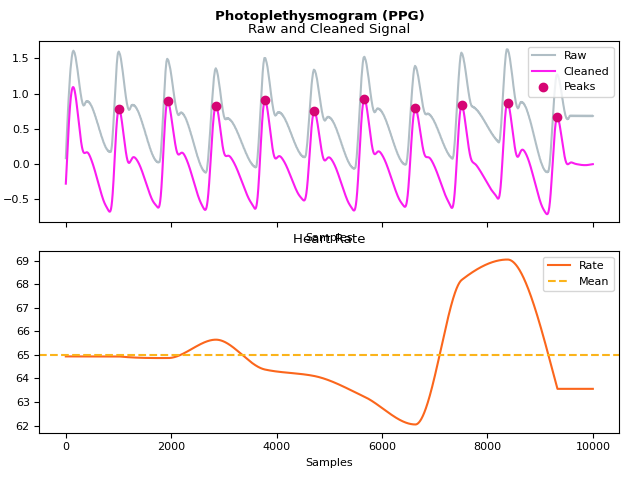 Photoplethysmogram (PPG)
Raw and Cleaned Signal
1.5
1.0
0.5
0.0
−0.5
Raw
Cleaned
Peaks
Samples
Heart Rate
69
68
67
66
65
64
63
62
Rate
Mean
0 2000 4000 6000 8000 10000
Samples